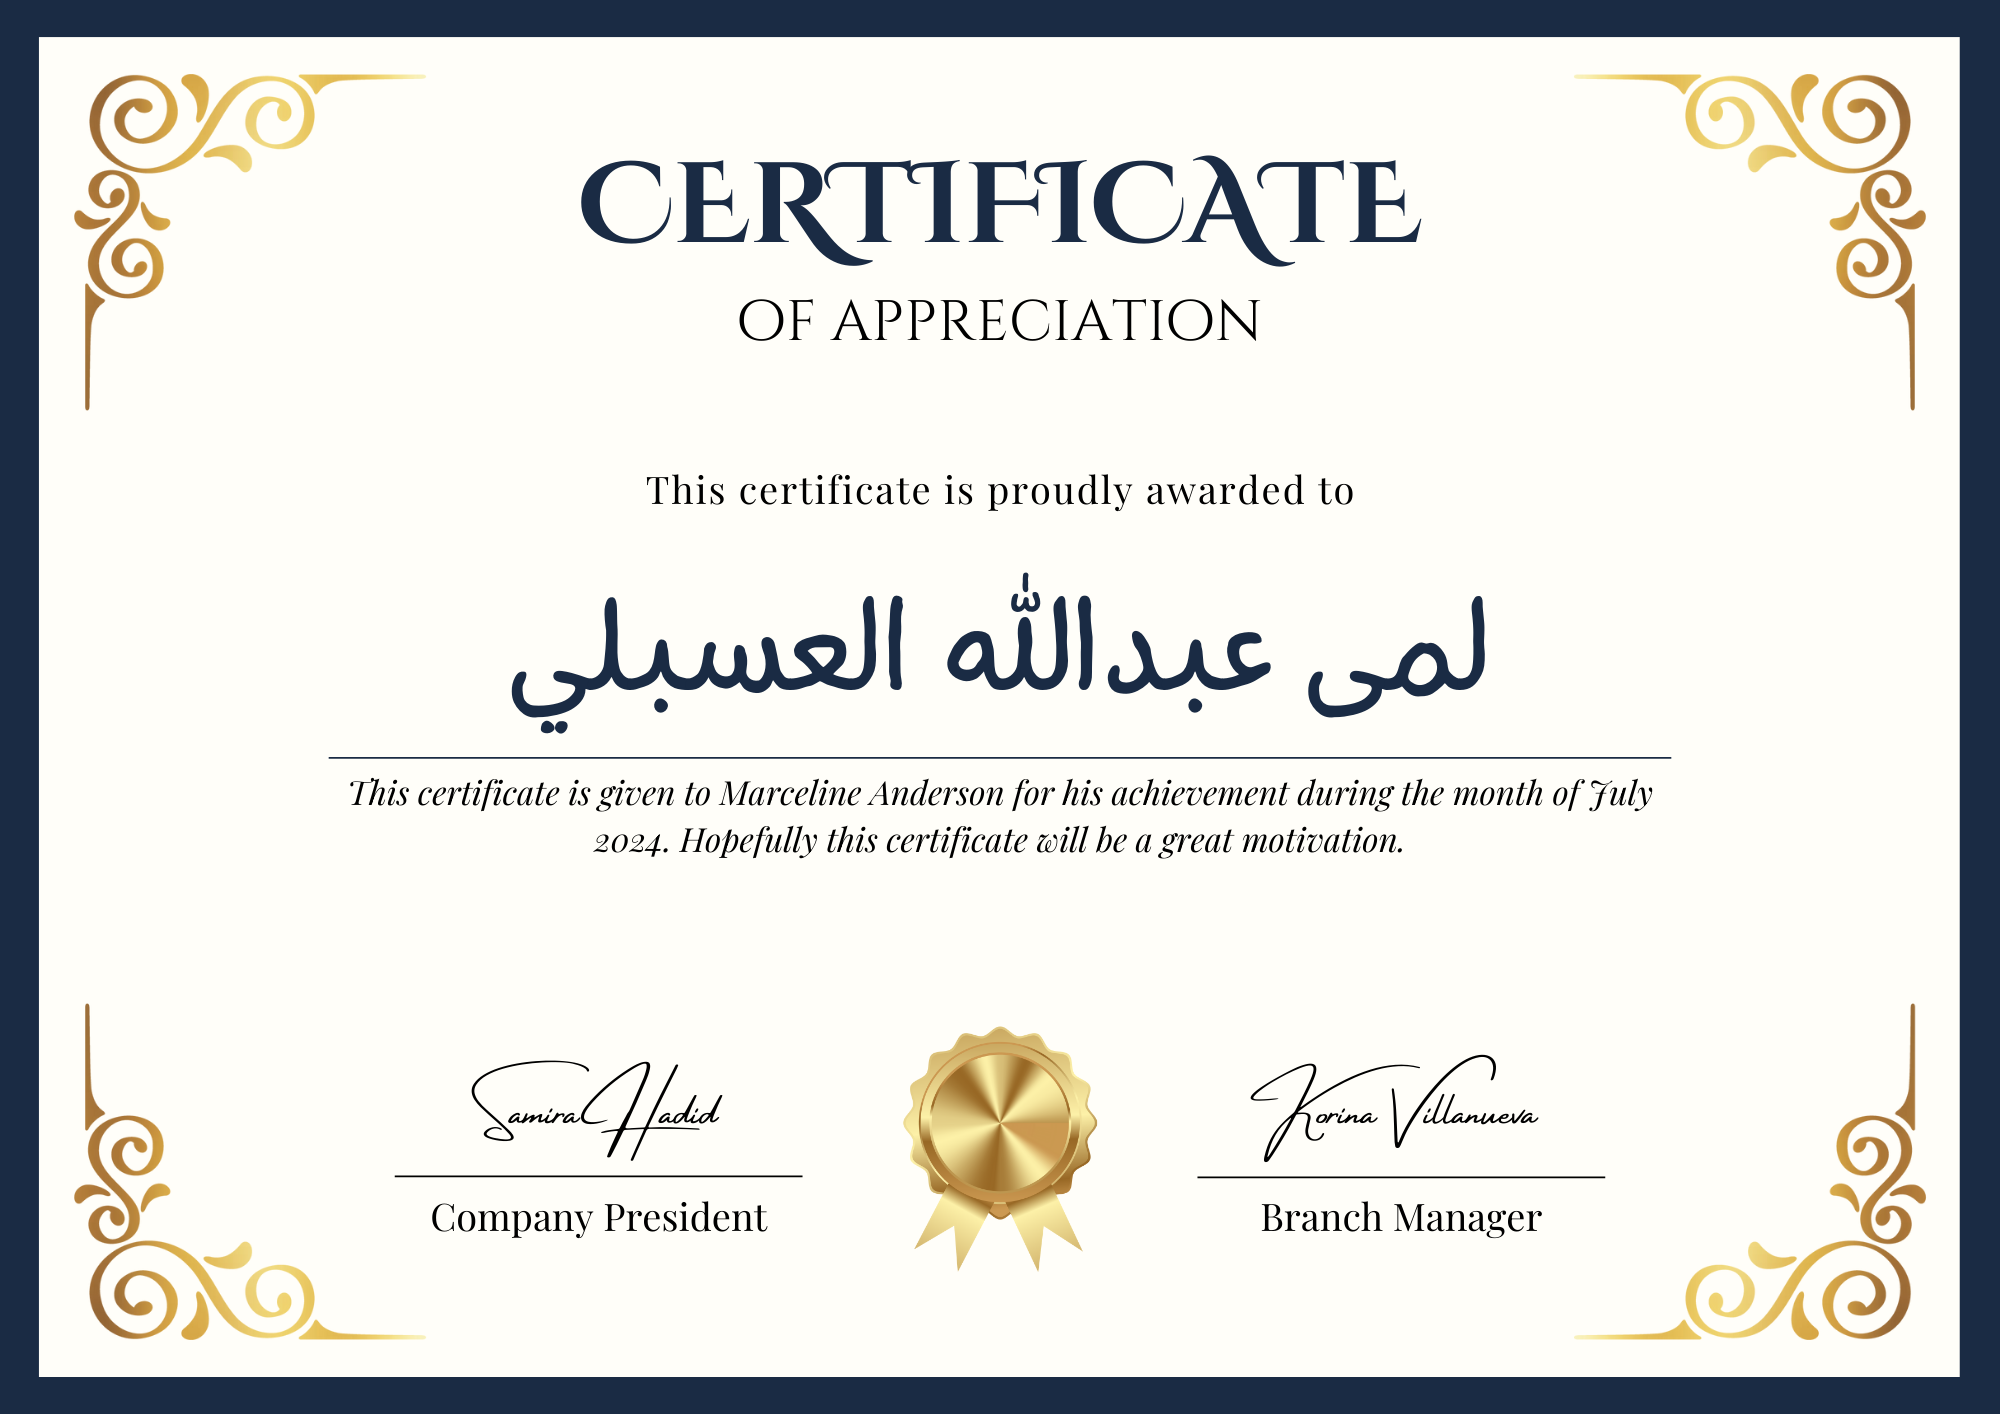 CERTIFICATE
OF APPRECIATION
This certificate is proudly awarded to
لمى عبدالله العسبلي
This certificate is given to Marceline Anderson for his achievement during the month of July
2024. Hopefully this certificate will be a great motivation.
Samira Hadid
Korina Villanueva
Company President
Branch Manager